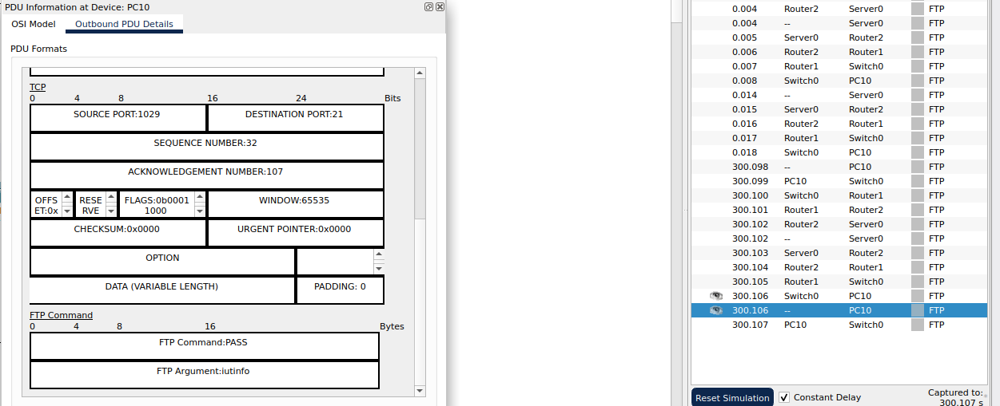 PDU Information at Device: PC10
OSI Model Outbound PDU Details
PDU Formats
TCP
0 4 8 16 24 Bits
SOURCE PORT:1029 DESTINATION PORT:21
SEQUENCE NUMBER:32
ACKNOWLEDGEMENT NUMBER:107
OFFS RESE FLAGS:0b0001 WINDOW:65535
ET:0x RVE 1000
CHECKSUM:0x0000 URGENT POINTER:0x0000
OPTION
DATA (VARIABLE LENGTH) PADDING: 0
FTP Command
0 4 8 16 Bytes
FTP Command:PASS
FTP Argument:iutinfo
0.004 Router2 Server0 FTP
0.004 -- Server0 FTP
0.005 Server0 Router2 FTP
0.006 Router2 Router1 FTP
0.007 Router1 Switch0 FTP
0.008 Switch0 PC10 FTP
0.014 -- Server0 FTP
0.015 Server0 Router2 FTP
0.016 Router2 Router1 FTP
0.017 Router1 Switch0 FTP
0.018 Switch0 PC10 FTP
300.098 -- PC10 FTP
300.099 PC10 Switch0 FTP
300.100 Switch0 Router1 FTP
300.101 Router1 Router2 FTP
300.102 Router2 Server0 FTP
300.102 -- Server0 FTP
300.103 Server0 Router2 FTP
300.104 Router2 Router1 FTP
300.105 Router1 Switch0 FTP
300.106 Switch0 PC10 FTP
300.106 -- PC10 FTP
300.107 PC10 Switch0 FTP
Reset Simulation Constant Delay Captured to:
300.107 s